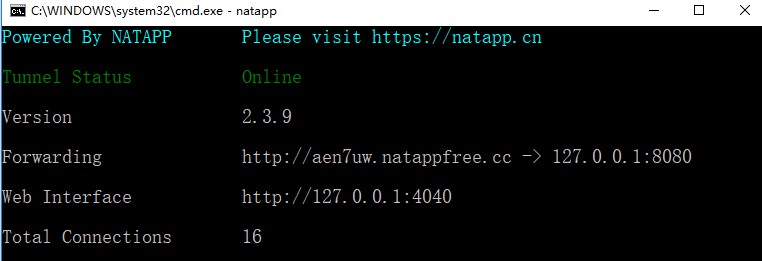 C:\WINDOWS\system32\cmd.exe - natapp
Powered By NATAPP Please visit https://natapp.cn
Tunnel Status Online
Version 2.3.9
Forwarding http://aen7uw.natappfree.cc -> 127.0.0.1:8080
Web Interface http://127.0.0.1:4040
Total Connections 16